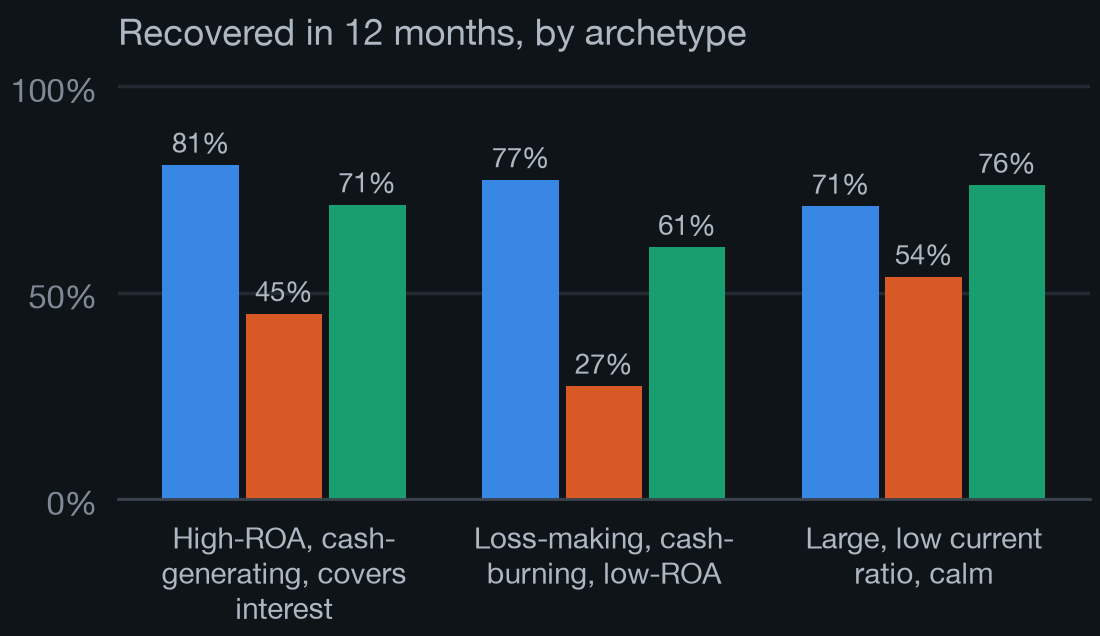 Recovered in 12 months, by archetype
100%
81%
77%
71%
76%
71%
61%
54%
50%
45%
27%
0%
High-ROA, cash-
generating, covers
interest
Loss-making, cash-
burning, low-ROA
Large, low current
ratio, calm